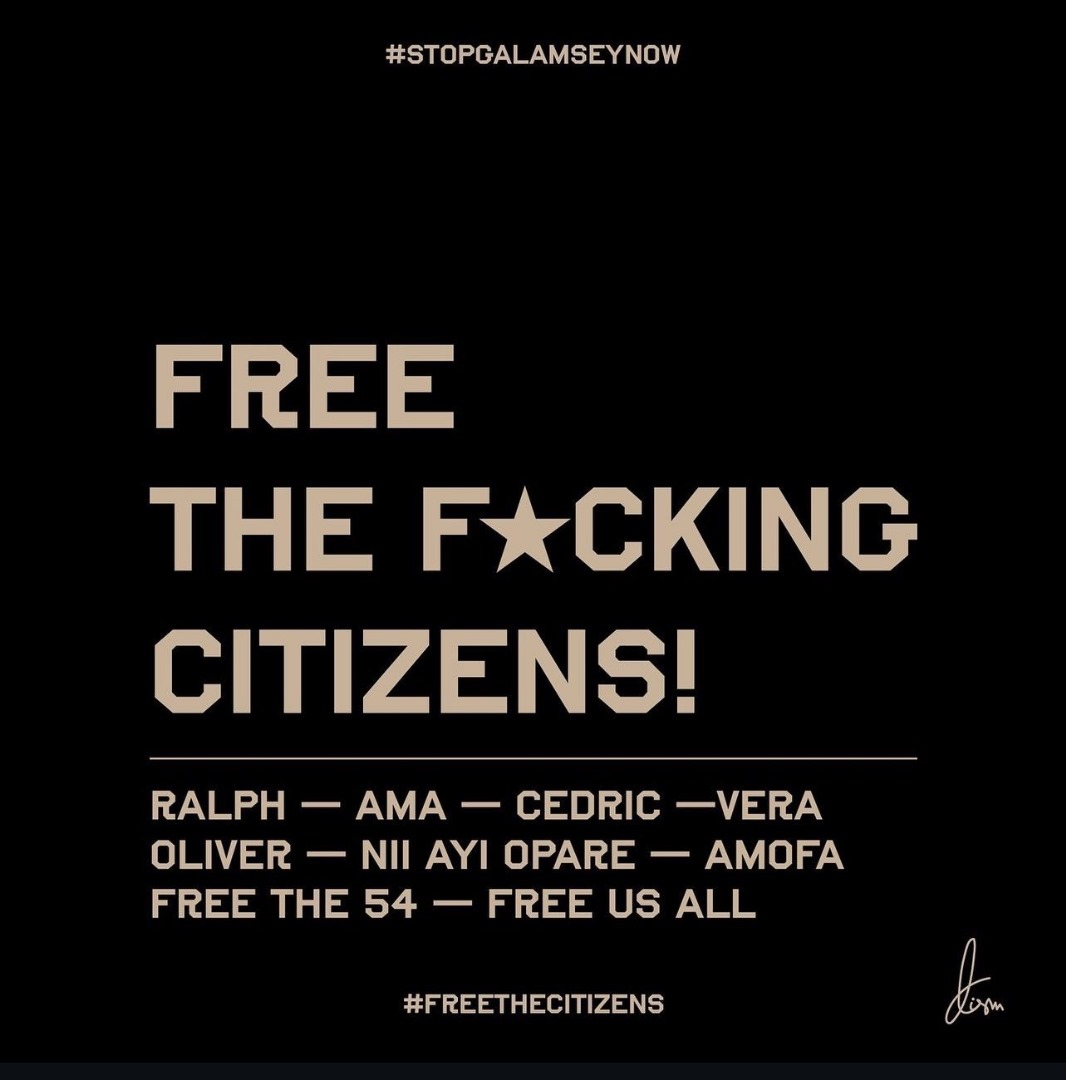 #STOPGALAMSEYNOW
FREE
THE F★CKING
CITIZENS!
RALPH — AMA — CEDRIC —VERA
OLIVER — NII AYI OPARE — AMOFA
FREE THE 54 — FREE US ALL
#FREETHECITIZENS